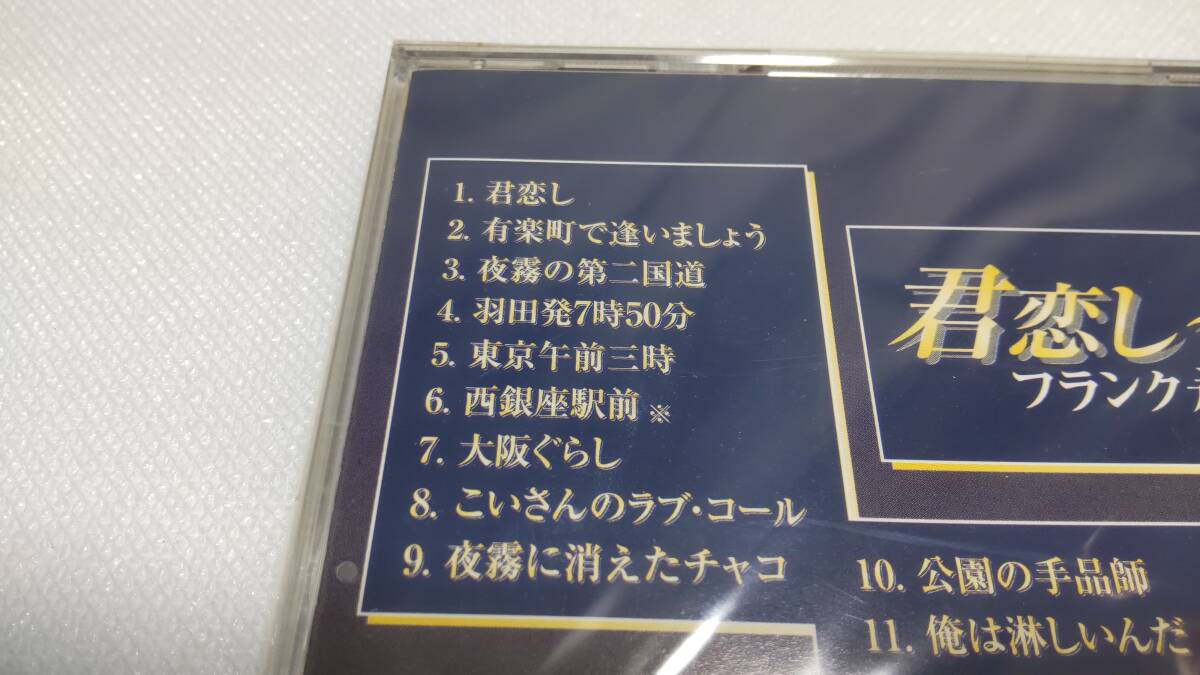 1. 君恋し
2. 有楽町で逢いましょう
3. 夜霧の第二国道
4. 羽田発7時50分
5. 東京午前三時
6. 西銀座駅前 ※
7. 大阪ぐらし
8. こいさんのラブ・コール
9. 夜霧に消えたチャコ
君恋し
フランク
10. 公園の手品師
11. 俺は淋しいんだ